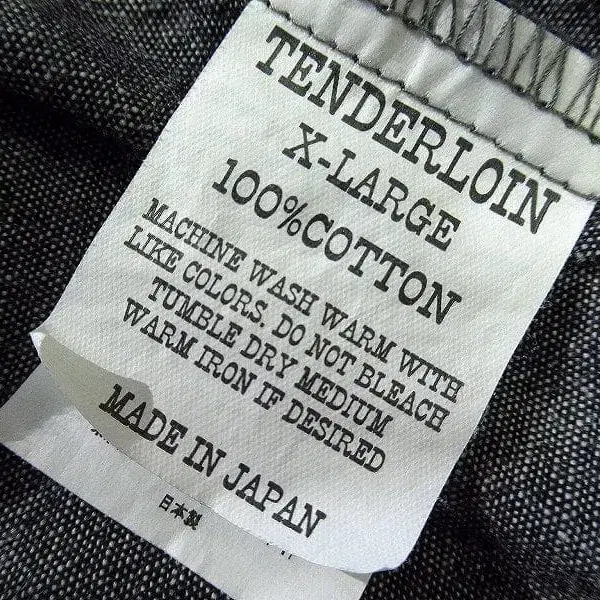 TENDERLOIN
X-LARGE
100%COTTON
MACHINE WASH WARM WITH
LIKE COLORS. DO NOT BLEACH
TUMBLE DRY MEDIUM
WARM IRON IF DESIRED
MADE IN JAPAN
日本製